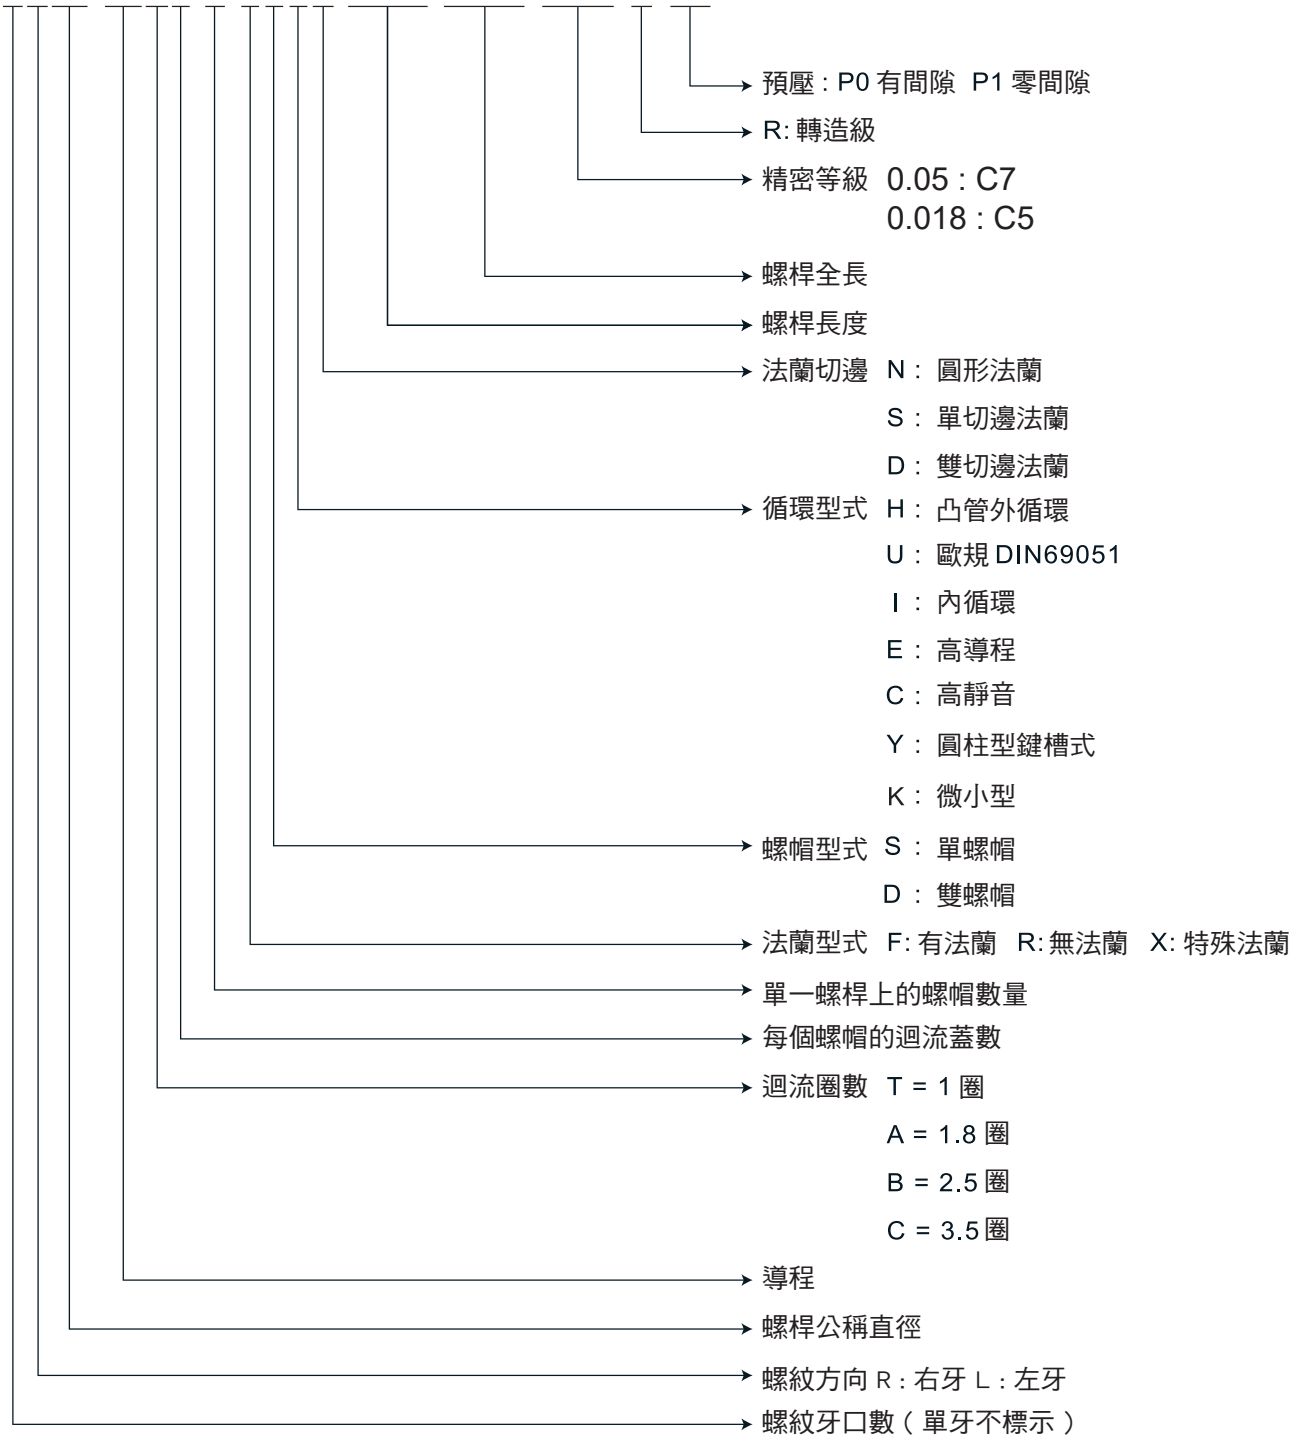 預壓 : P0 有間隙 P1 零間隙
R: 轉造級
精密等級 0.05 : C7
0.018 : C5
螺桿全長
螺桿長度
法蘭切邊 N : 圓形法蘭
S : 單切邊法蘭
D : 雙切邊法蘭
循環型式 H : 凸管外循環
U : 歐規 DIN69051
I : 內循環
E : 高導程
C : 高靜音
Y : 圓柱型鍵槽式
K : 微小型
螺帽型式 S : 單螺帽
D : 雙螺帽
法蘭型式 F: 有法蘭 R: 無法蘭 X: 特殊法蘭
單一螺桿上的螺帽數量
每個螺帽的迴流蓋數
迴流圈數 T = 1 圈
A = 1.8 圈
B = 2.5 圈
C = 3.5 圈
導程
螺桿公稱直徑
螺紋方向 R : 右牙 L : 左牙
螺紋牙口數 ( 單牙不標示 )